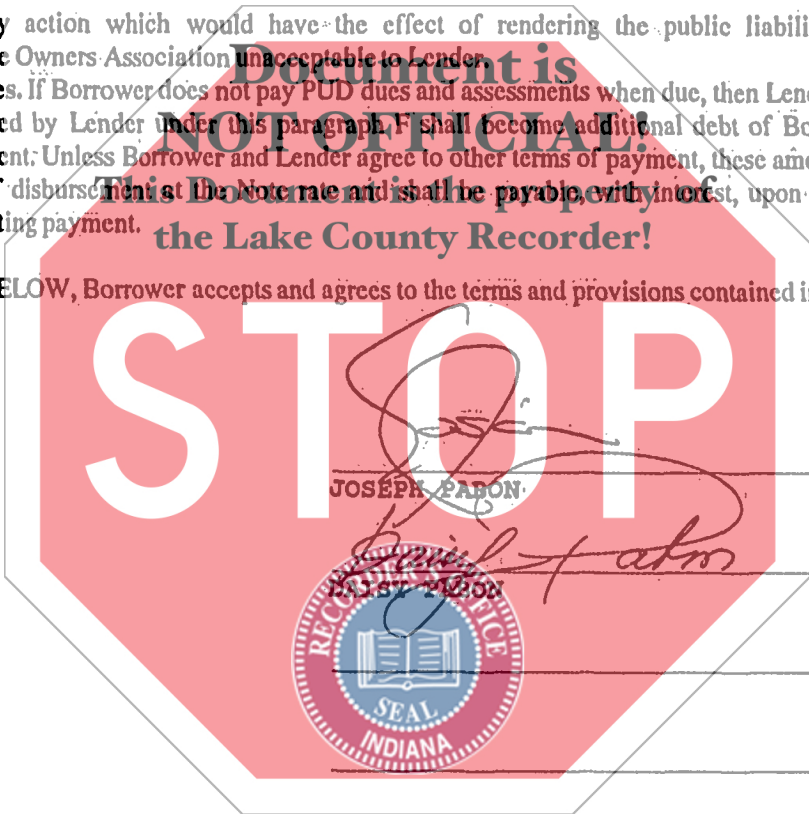 y action which would have the effect of rendering the public liabili
e Owners Association unacceptable to Lender.
es. If Borrower does not pay PUD dues and assessments when due, then Lend
ed by Lender under this paragraph F shall become additional debt of Bo
ent. Unless Borrower and Lender agree to other terms of payment, these amo
f disbursement at the Note rate and shall be payable, with interest, upon
ting payment.
ELOW, Borrower accepts and agrees to the terms and provisions contained i
Document is
NOT OFFICIAL!
This Document is the property of
the Lake County Recorder!
STOP
JOSEPH PABON
Daisy Pabon
DAISY PABON
RECORDER'S OFFICE
SEAL
INDIANA